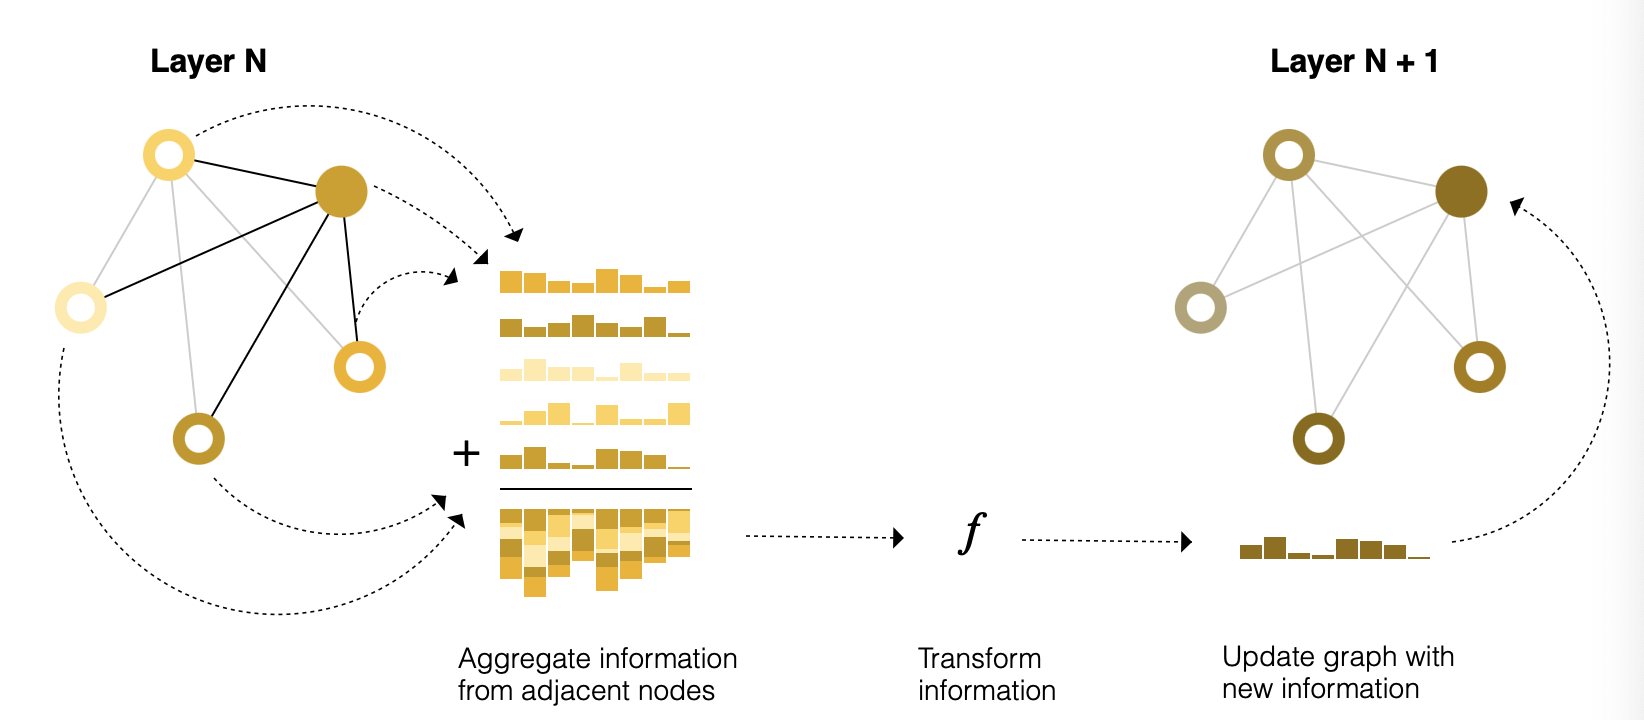 Layer N
Layer N + 1
+
f
Aggregate information
from adjacent nodes
Transform
information
Update graph with
new information